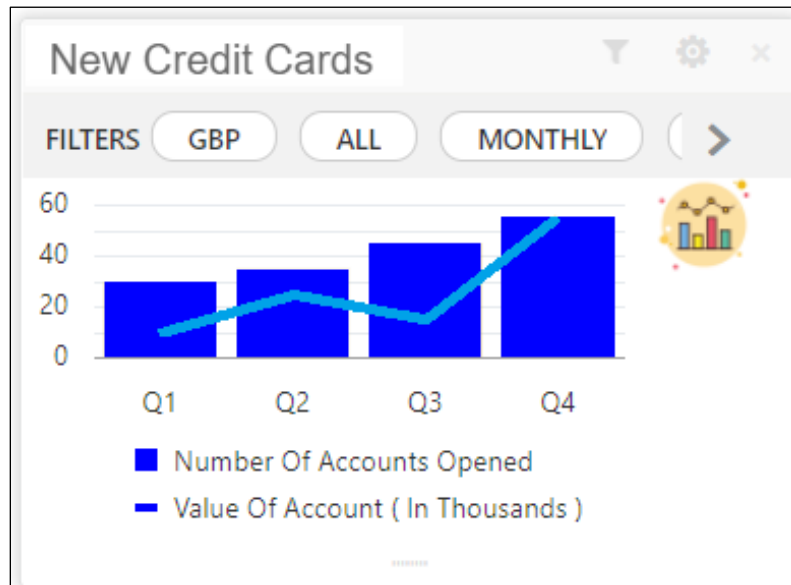 New Credit Cards
FILTERS GBP ALL MONTHLY
60
40
20
0
Q1 Q2 Q3 Q4
Number Of Accounts Opened
Value Of Account ( In Thousands )